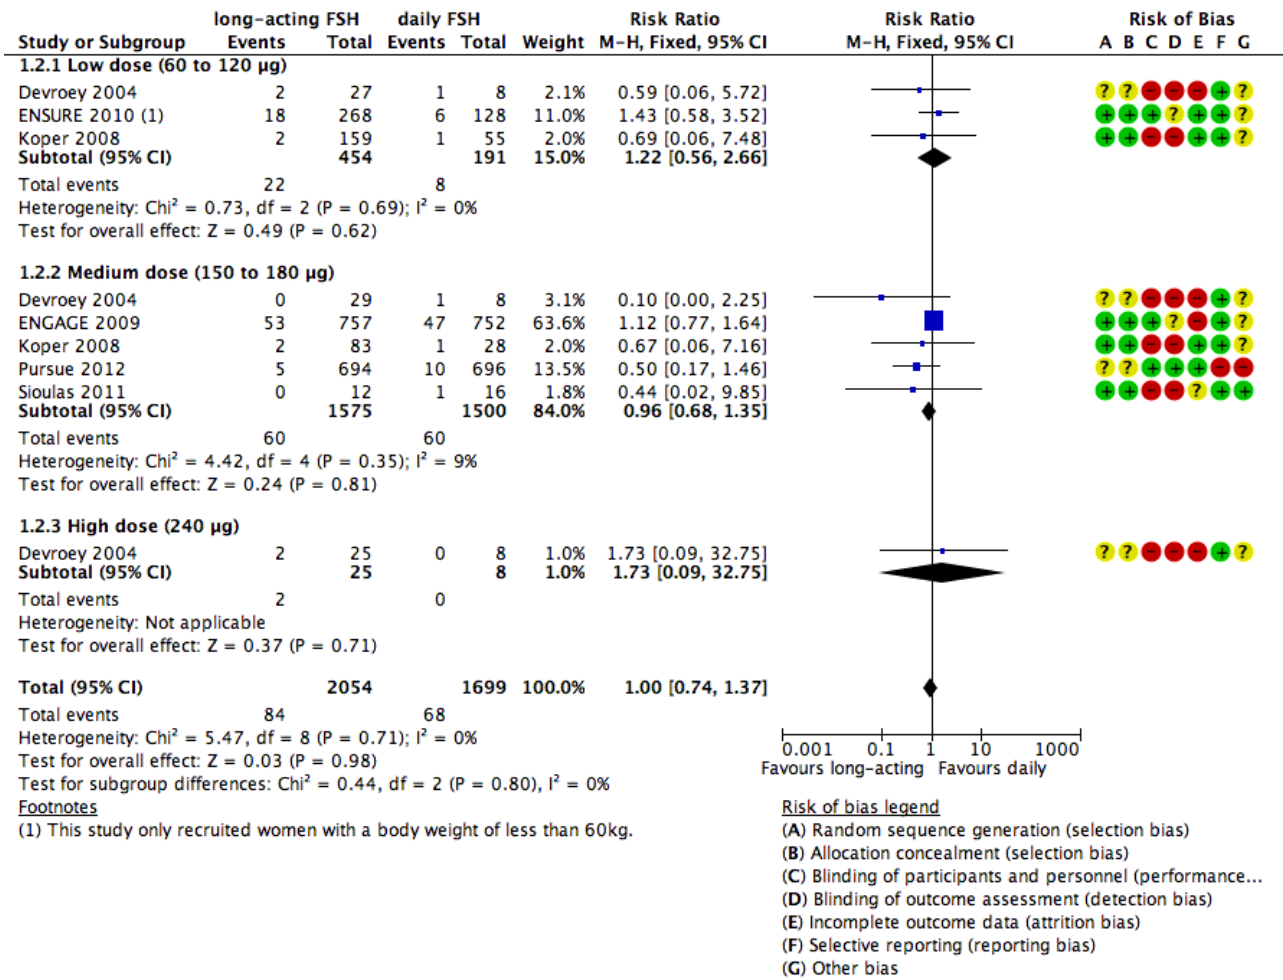 long-acting FSH daily FSH Risk Ratio Risk Ratio Risk of Bias
Study or Subgroup Events Total Events Total Weight M-H, Fixed, 95% CI M-H, Fixed, 95% CI A B C D E F G
1.2.1 Low dose (60 to 120 µg)
Devroey 2004 2 27 1 8 2.1% 0.59 [0.06, 5.72] ? ? - - - + ?
ENSURE 2010 (1) 18 268 6 128 11.0% 1.43 [0.58, 3.52] + + + ? + + ?
Koper 2008 2 159 1 55 2.0% 0.69 [0.06, 7.48] + + - - + + ?
Subtotal (95% CI) 454 191 15.0% 1.22 [0.56, 2.66]
Total events 22 8
Heterogeneity: Chi² = 0.73, df = 2 (P = 0.69); I² = 0%
Test for overall effect: Z = 0.49 (P = 0.62)
1.2.2 Medium dose (150 to 180 µg)
Devroey 2004 0 29 1 8 3.1% 0.10 [0.00, 2.25] ? ? - - - + ?
ENGAGE 2009 53 757 47 752 63.6% 1.12 [0.77, 1.64] + + + ? - + ?
Koper 2008 2 83 1 28 2.0% 0.67 [0.06, 7.16] + + - - + + ?
Pursue 2012 5 694 10 696 13.5% 0.50 [0.17, 1.46] ? ? + + + - -
Sioulas 2011 0 12 1 16 1.8% 0.44 [0.02, 9.85] + + - - ? + +
Subtotal (95% CI) 1575 1500 84.0% 0.96 [0.68, 1.35]
Total events 60 60
Heterogeneity: Chi² = 4.42, df = 4 (P = 0.35); I² = 9%
Test for overall effect: Z = 0.24 (P = 0.81)
1.2.3 High dose (240 µg)
Devroey 2004 2 25 0 8 1.0% 1.73 [0.09, 32.75] ? ? - - - + ?
Subtotal (95% CI) 25 8 1.0% 1.73 [0.09, 32.75]
Total events 2 0
Heterogeneity: Not applicable
Test for overall effect: Z = 0.37 (P = 0.71)
Total (95% CI) 2054 1699 100.0% 1.00 [0.74, 1.37]
Total events 84 68
Heterogeneity: Chi² = 5.47, df = 8 (P = 0.71); I² = 0%
Test for overall effect: Z = 0.03 (P = 0.98)
Test for subgroup differences: Chi² = 0.44, df = 2 (P = 0.80), I² = 0%
0.001 0.1 1 10 1000
Favours long-acting Favours daily
Footnotes
(1) This study only recruited women with a body weight of less than 60kg.
Risk of bias legend
(A) Random sequence generation (selection bias)
(B) Allocation concealment (selection bias)
(C) Blinding of participants and personnel (performance...
(D) Blinding of outcome assessment (detection bias)
(E) Incomplete outcome data (attrition bias)
(F) Selective reporting (reporting bias)
(G) Other bias